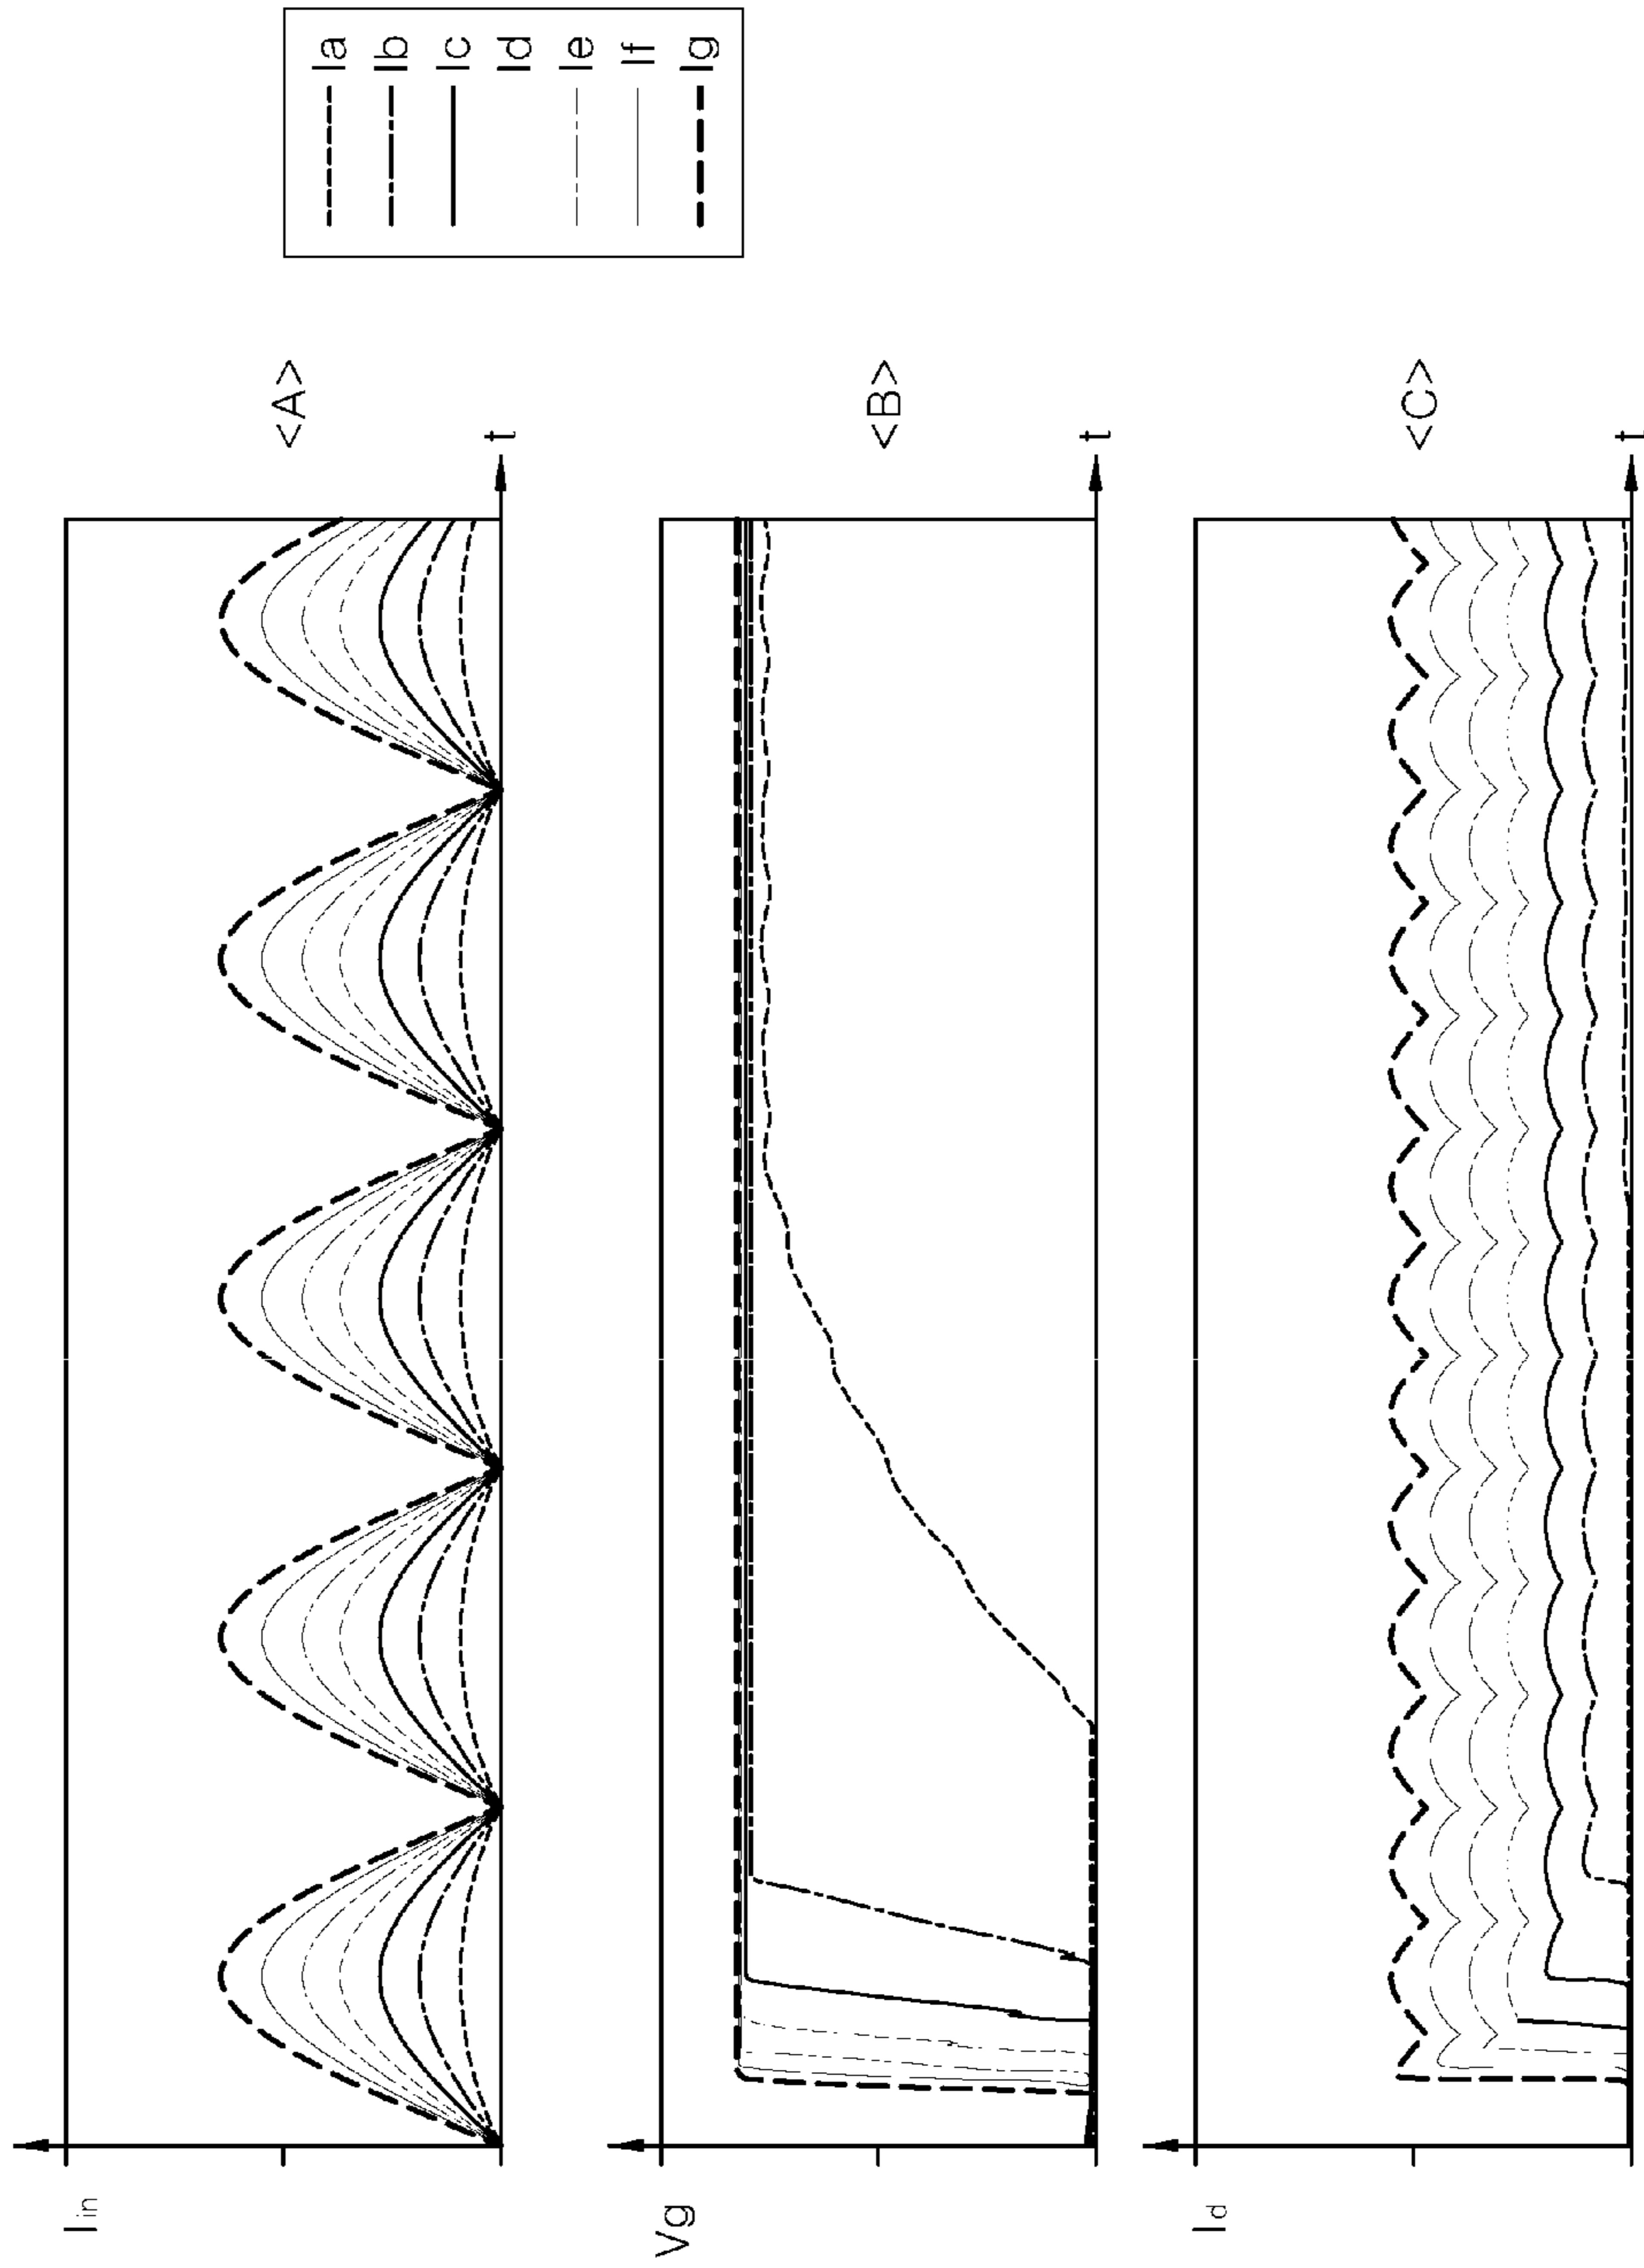 Iin
<A>
t
Vg
<B>
t
Id
<C>
t
Ia
Ib
Ic
Id
Ie
If
Ig